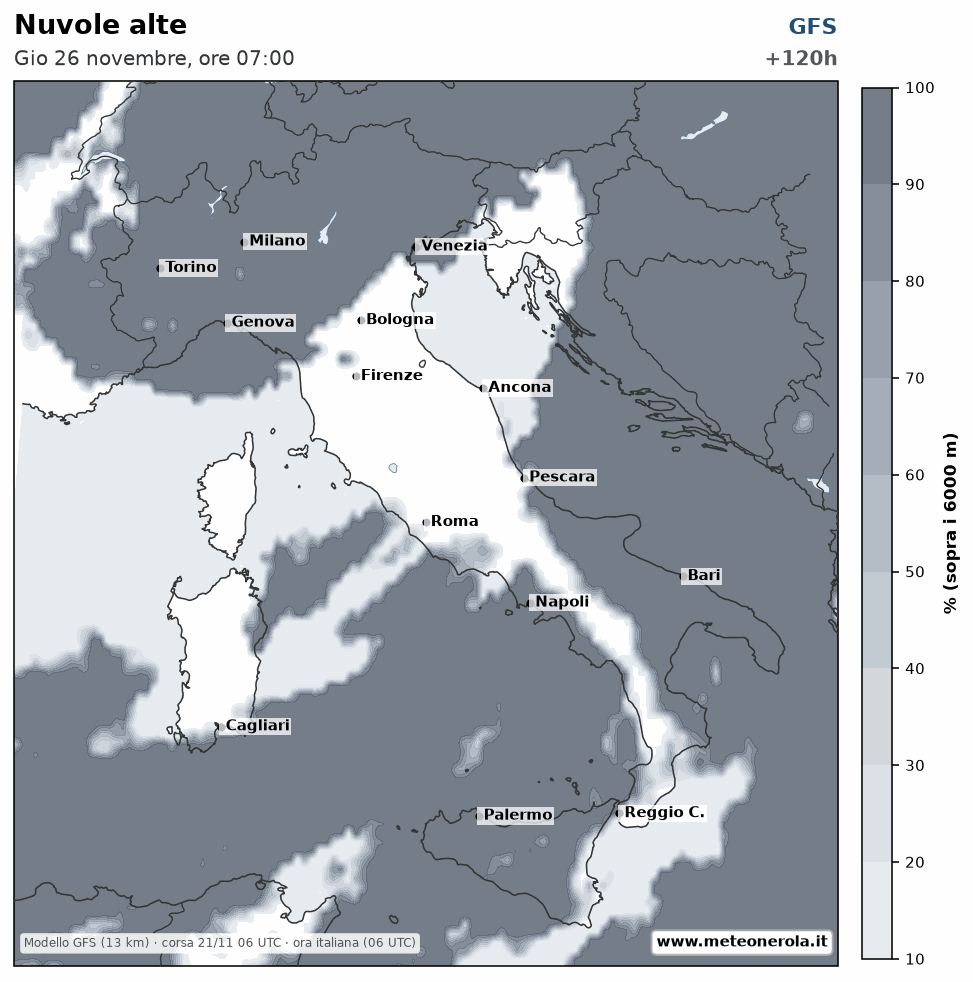 Nuvole alte
GFS
Gio 26 novembre, ore 07:00
+120h
100
90
80
70
60
50
40
30
20
10
% (sopra i 6000 m)
Milano
Venezia
Torino
Genova
Bologna
Firenze
Ancona
Pescara
Roma
Bari
Napoli
Cagliari
Palermo
Reggio C.
Modello GFS (13 km) · corsa 21/11 06 UTC · ora italiana (06 UTC)
www.meteonerola.it